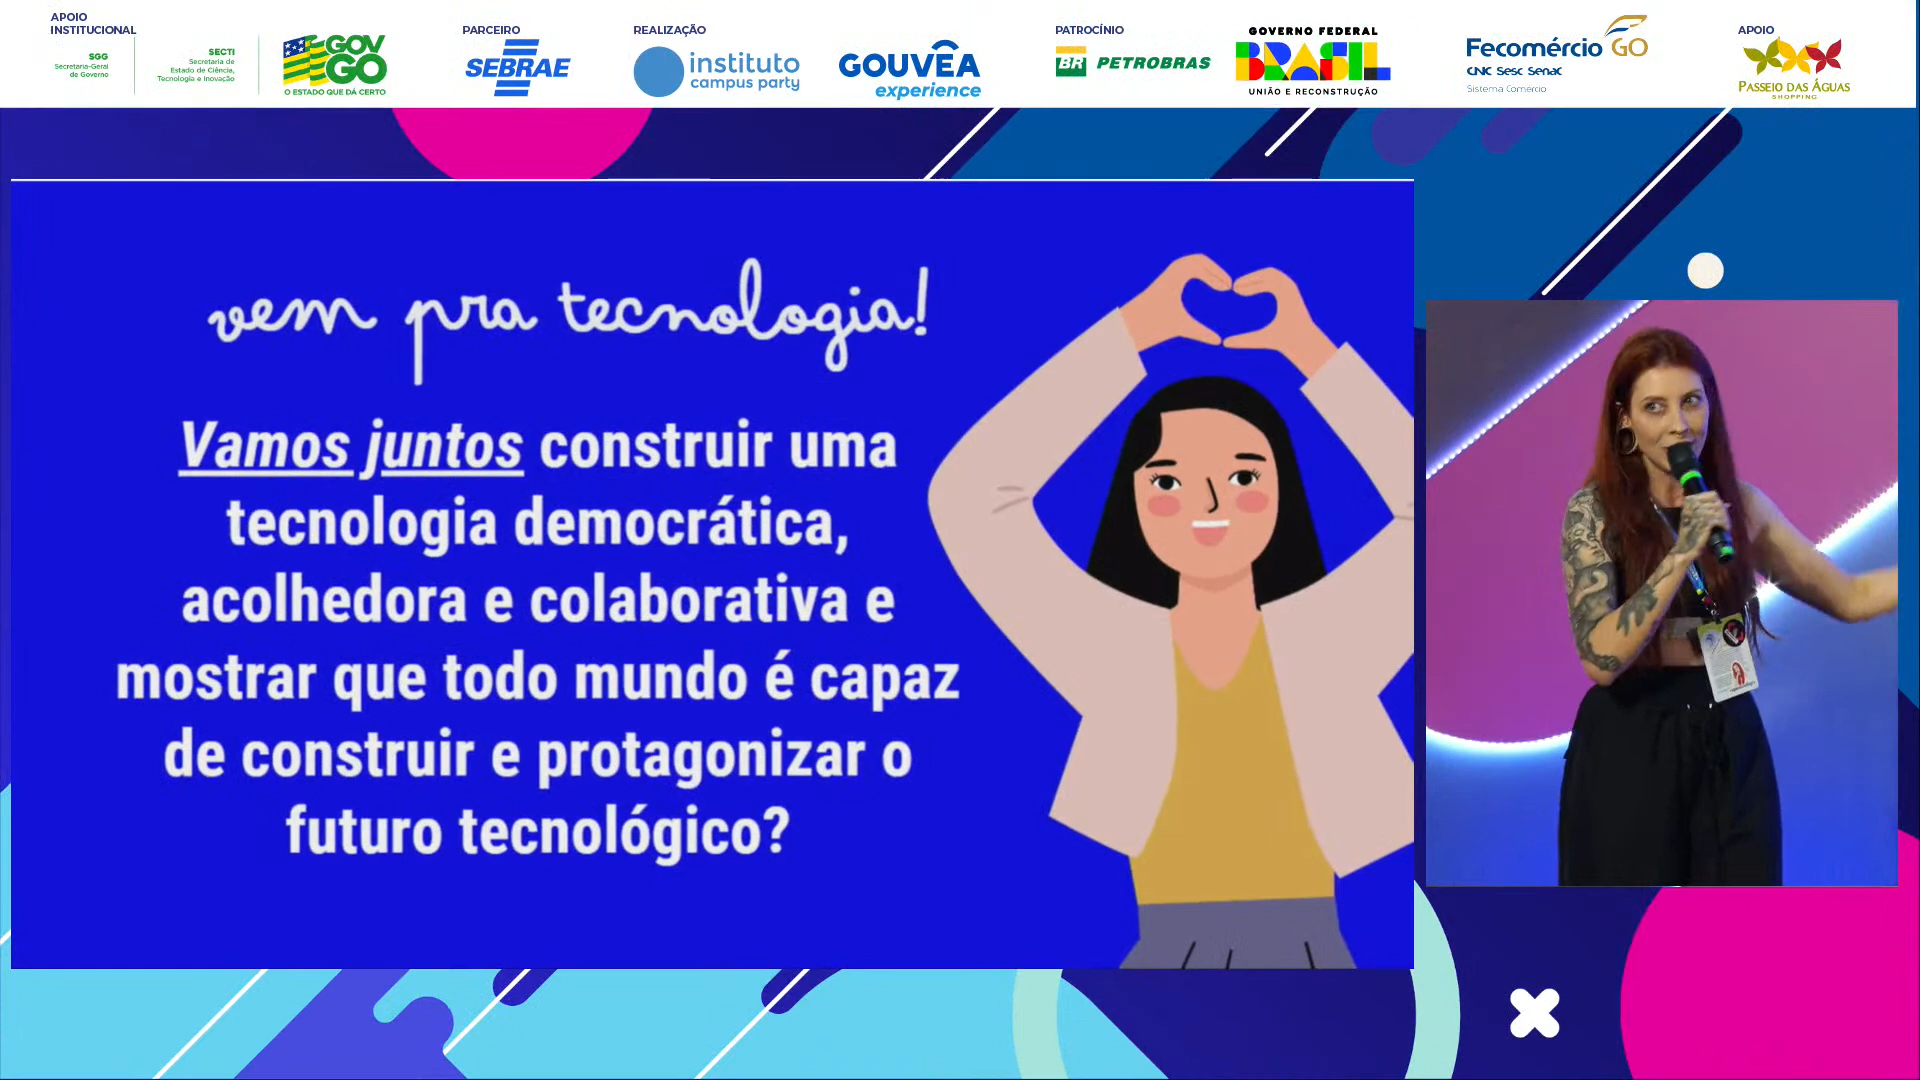 APOIO
INSTITUCIONAL
SGG
Secretaria-Geral
de Governo
SECTI
Secretaria de
Estado de Ciência,
Tecnologia e Inovação
GOV
GO
O ESTADO QUE DÁ CERTO
PARCEIRO
SEBRAE
REALIZAÇÃO
instituto
campus party
GOUVÊA
experience
PATROCÍNIO
BR PETROBRAS
GOVERNO FEDERAL
BRASIL
UNIÃO E RECONSTRUÇÃO
Fecomércio GO
CNC Sesc Senac
Sistema Comércio
APOIO
PASSEIO DAS ÁGUAS
SHOPPING
vem pra tecnologia!
Vamos juntos construir uma
tecnologia democrática,
acolhedora e colaborativa e
mostrar que todo mundo é capaz
de construir e protagonizar o
futuro tecnológico?